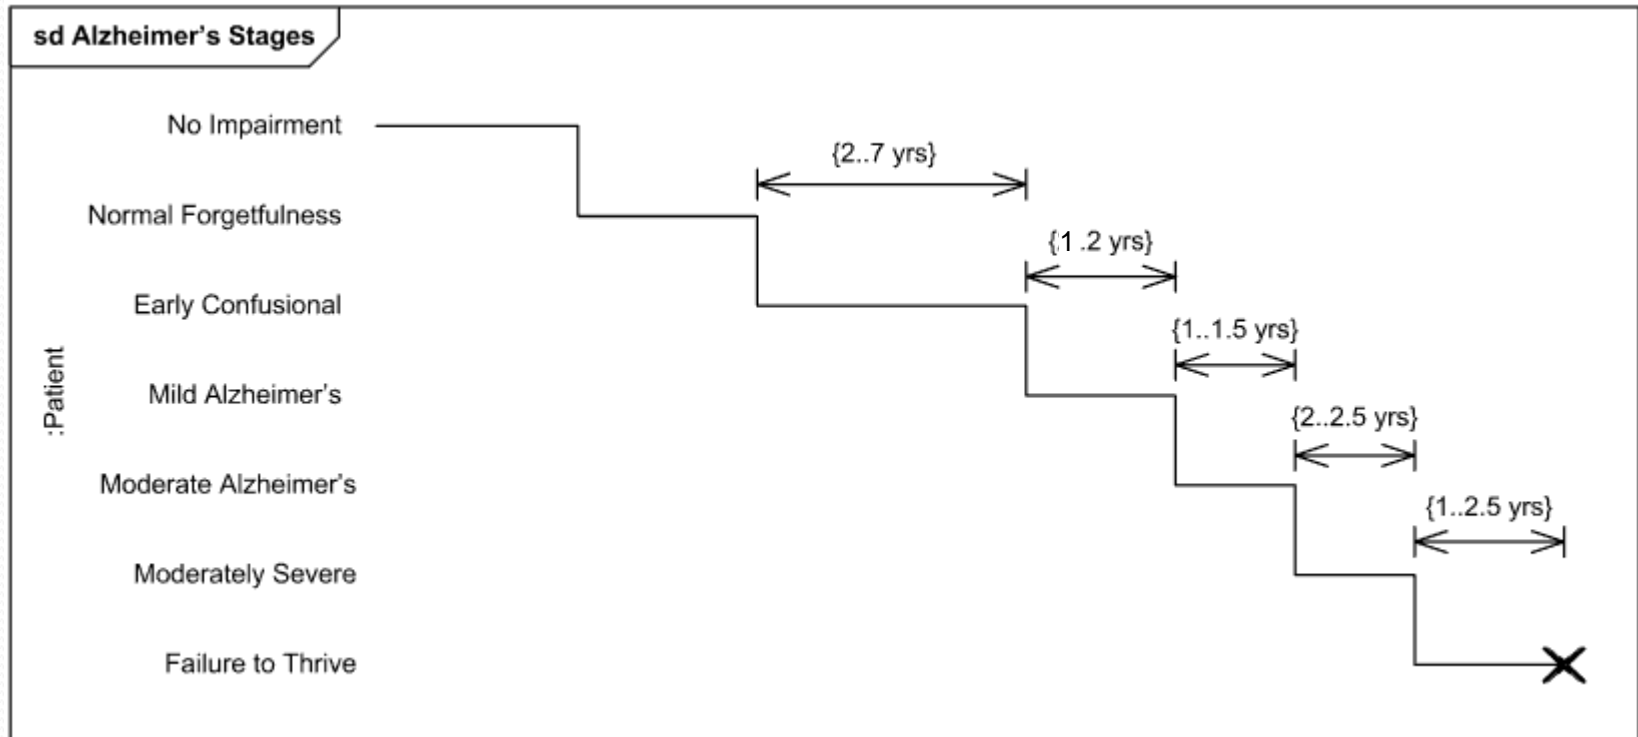 sd Alzheimer's Stages
No Impairment
{2..7 yrs}
Normal Forgetfulness
{1 .2 yrs}
Early Confusional
{1..1.5 yrs}
:Patient
Mild Alzheimer's
{2..2.5 yrs}
Moderate Alzheimer's
{1..2.5 yrs}
Moderately Severe
Failure to Thrive